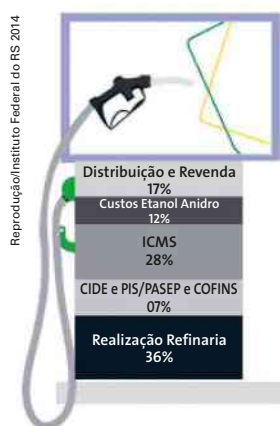 Reprodução/Instituto Federal do RS 2014
Distribuição e Revenda
17%
Custos Etanol Anidro
12%
ICMS
28%
CIDE e PIS/PASEP e COFINS
07%
Realização Refinaria
36%